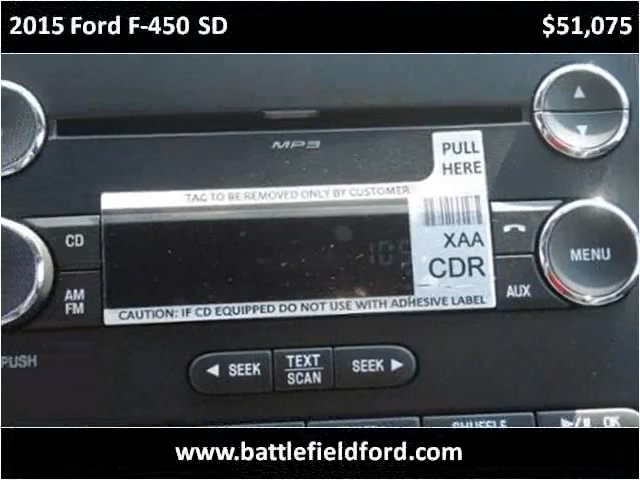 2015 Ford F-450 SD $51,075
MP3
PULL
HERE
TAG TO BE REMOVED ONLY BY CUSTOMER
CD
XAA
CDR
MENU
AM
FM
AUX
CAUTION: IF CD EQUIPPED DO NOT USE WITH ADHESIVE LABEL
PUSH
SEEK
TEXT
SCAN
SEEK
SHUFFLE
OK
www.battlefieldford.com